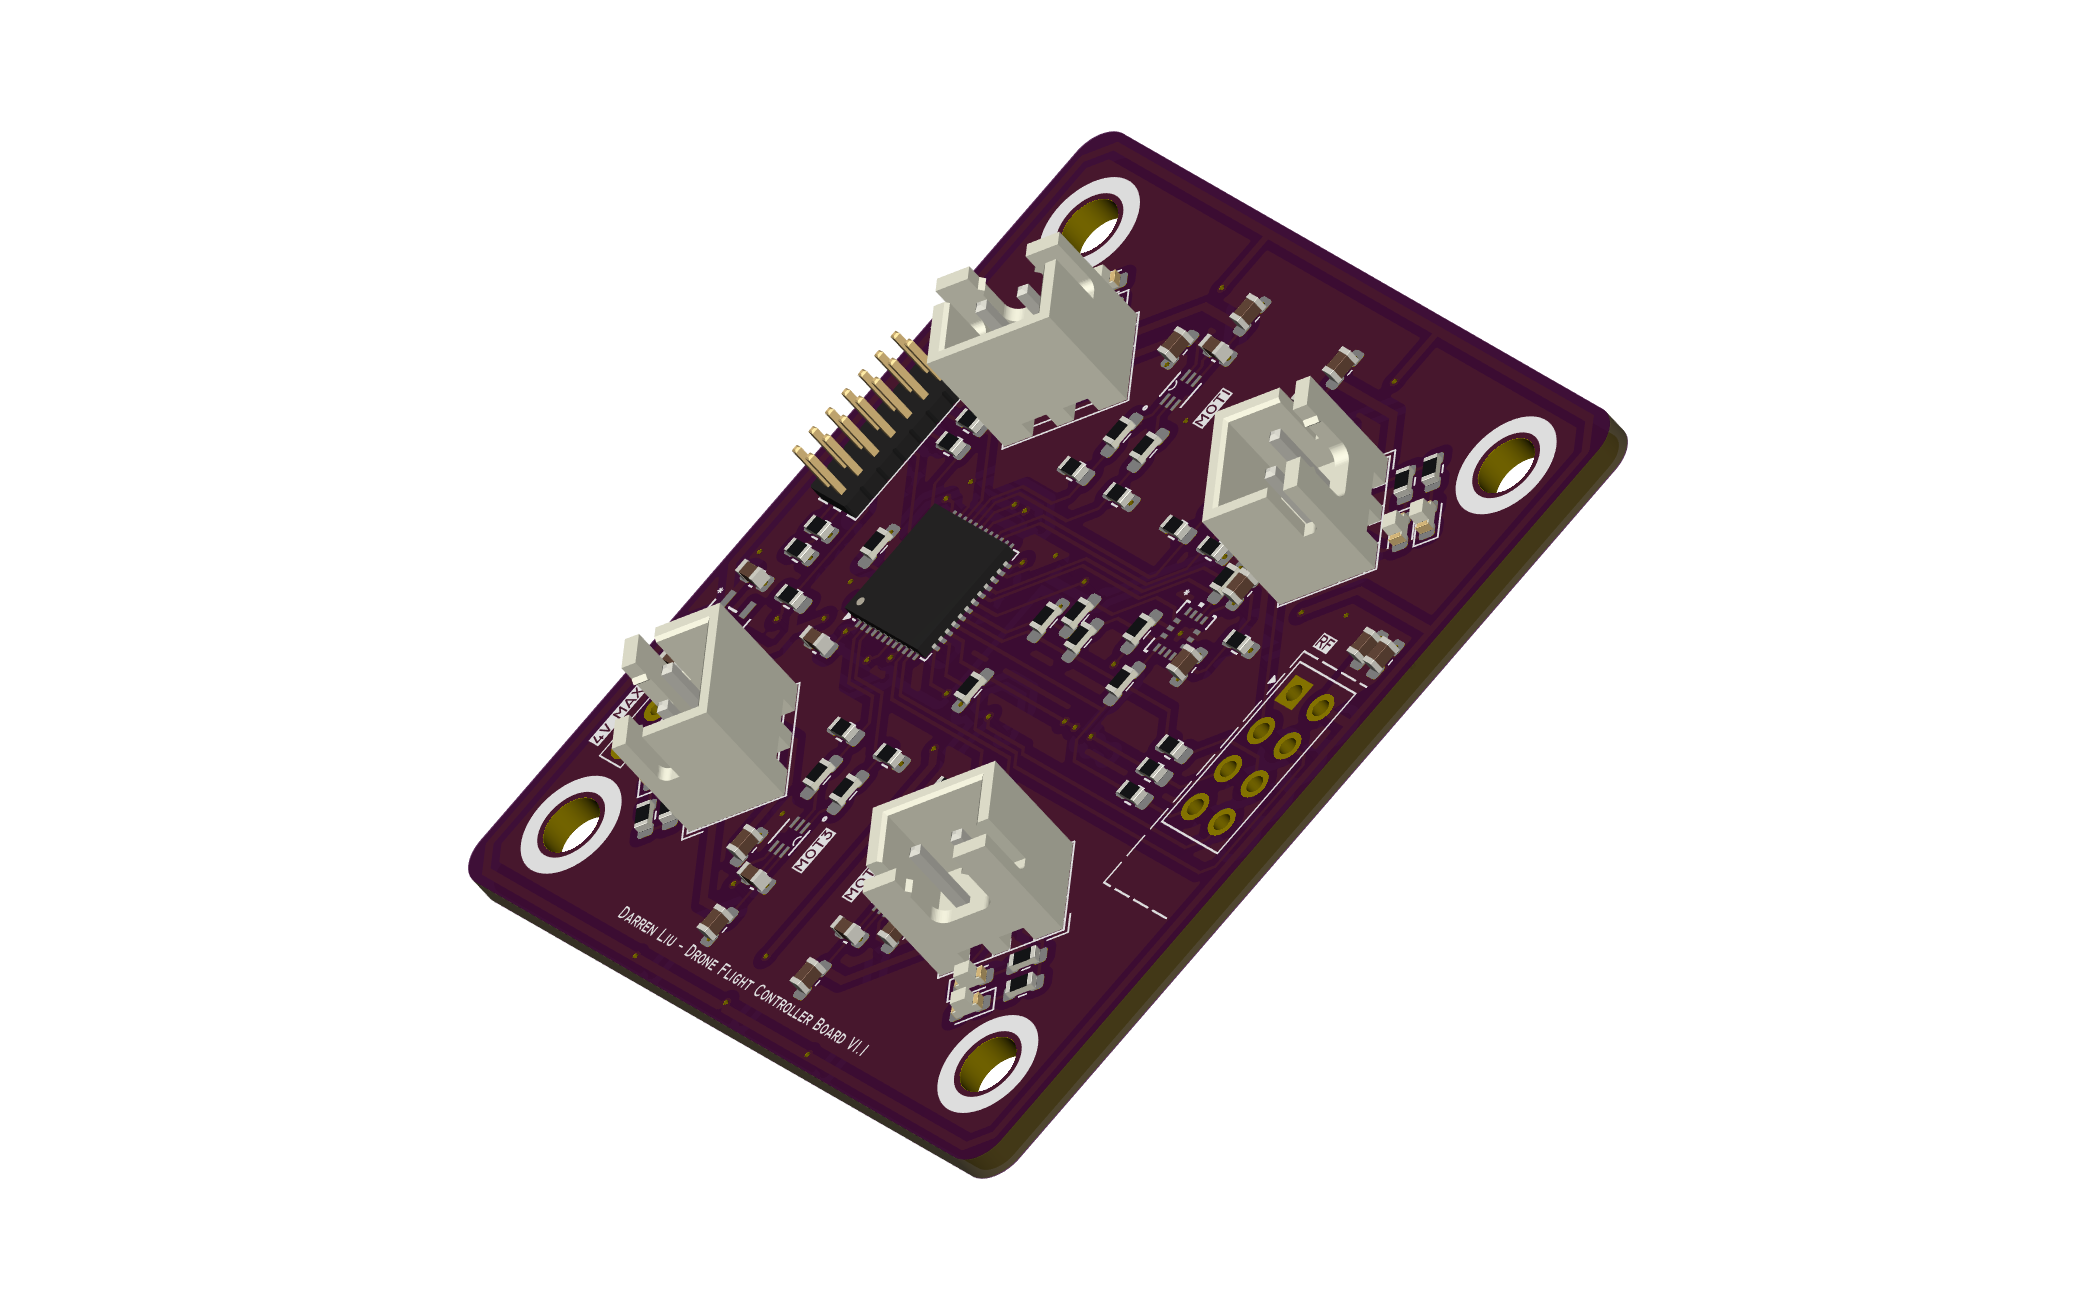 MOT1
RF
4V MAX
MOT3
MOT
DARREN LIU - DRONE FLIGHT CONTROLLER BOARD V1.1